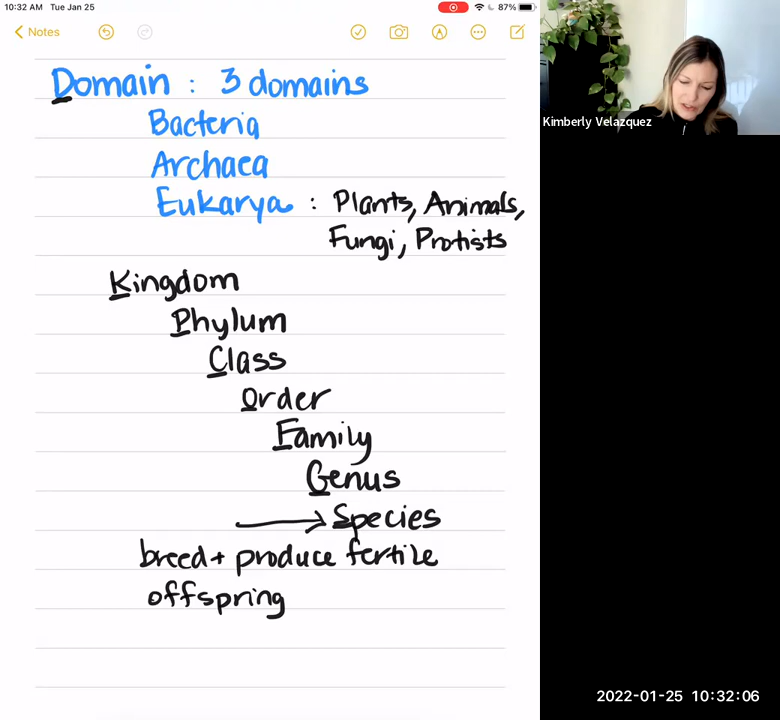 10:32 AM Tue Jan 25
87%
Notes
Domain : 3 domains
Bacteria
Archaea
Eukarya : Plants, Animals,
Fungi, Protists
Kingdom
Phylum
Class
Order
Family
Genus
Species
breed + produce fertile
offspring
Kimberly Velazquez
2022-01-25 10:32:06